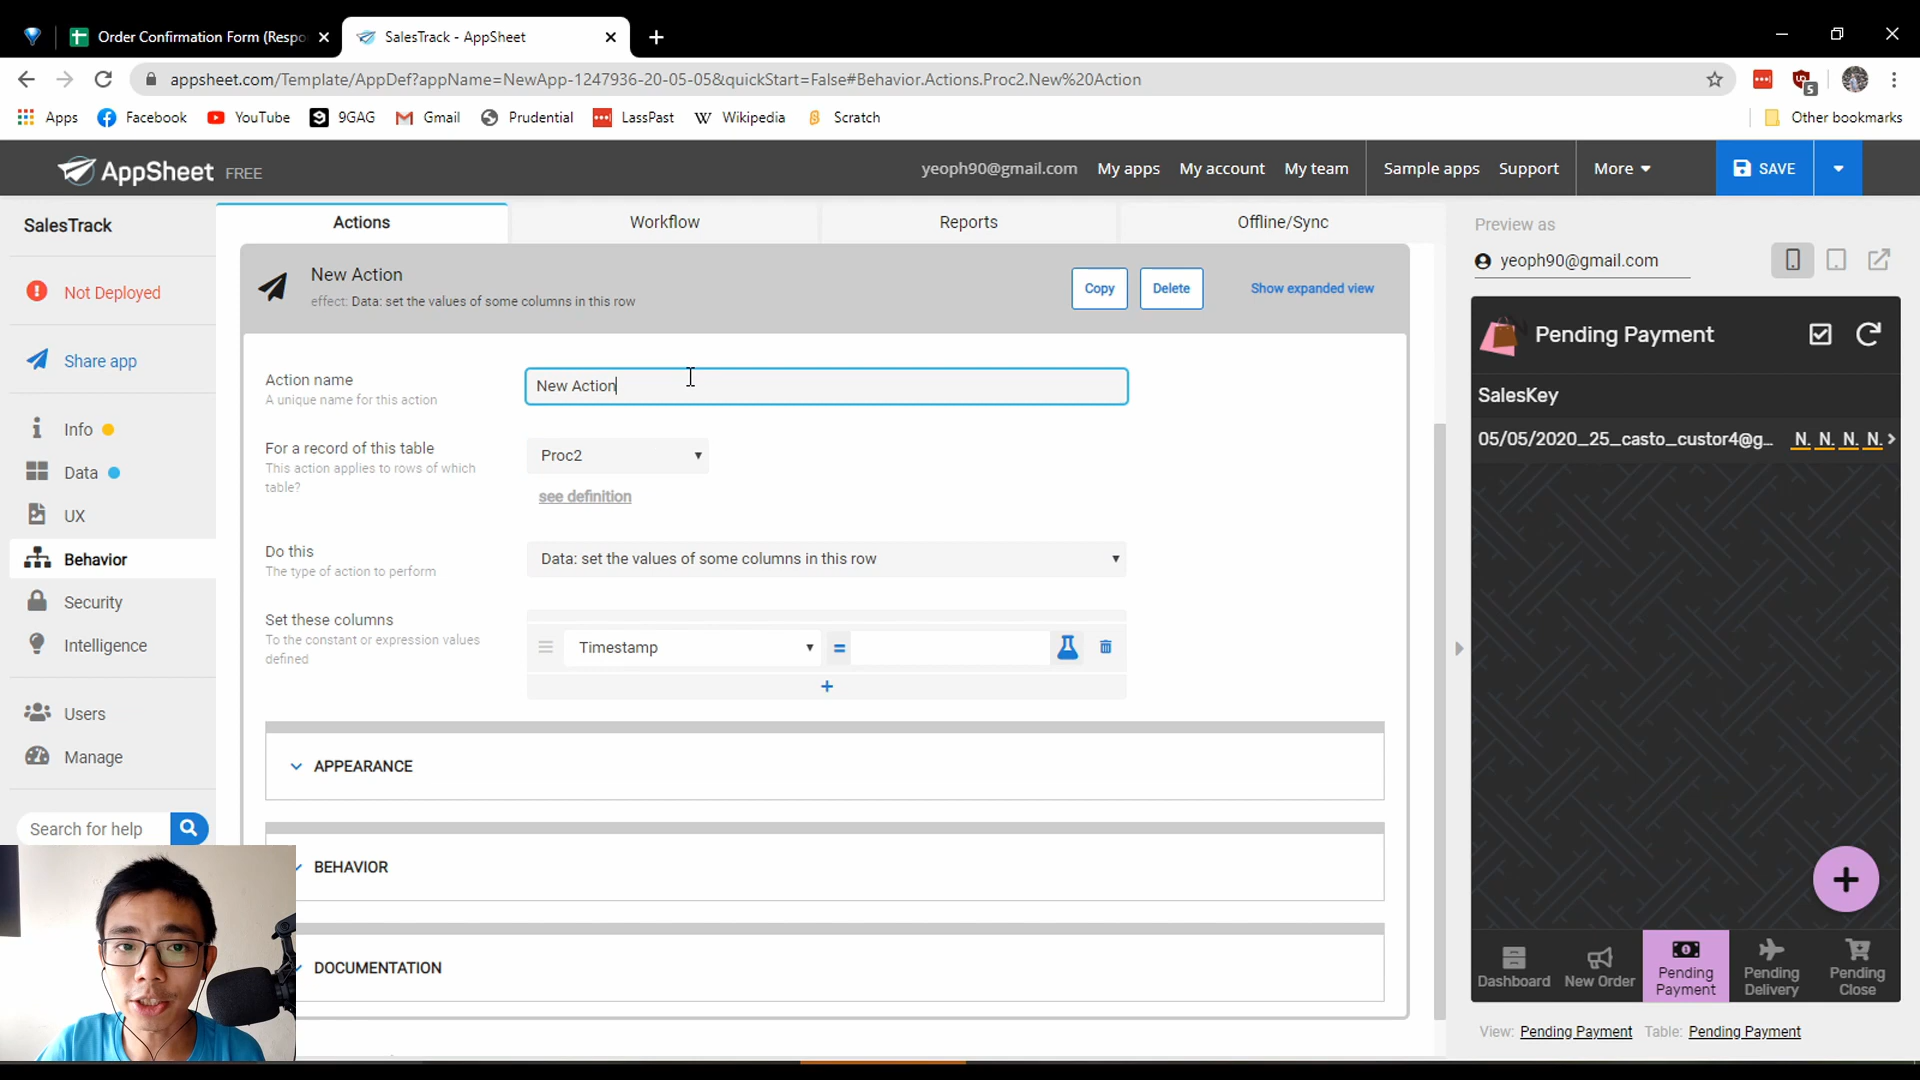 Order Confirmation Form (Respo
SalesTrack - AppSheet
appsheet.com/Template/AppDef?appName=NewApp-1247936-20-05-05&quickStart=False#Behavior.Actions.Proc2.New%20Action
5
Apps
Facebook
YouTube
9GAG
Gmail
Prudential
LassPast
Wikipedia
Scratch
Other bookmarks
AppSheet FREE
yeoph90@gmail.com
My apps
My account
My team
Sample apps
Support
More
SAVE
SalesTrack
Actions
Workflow
Reports
Offline/Sync
Preview as
yeoph90@gmail.com
Not Deployed
Share app
Info
Data
UX
Behavior
Security
Intelligence
Users
Manage
Search for help
New Action
effect: Data: set the values of some columns in this row
Copy
Delete
Show expanded view
Action name
A unique name for this action
New Action
For a record of this table
This action applies to rows of which
table?
Proc2
see definition
Do this
The type of action to perform
Data: set the values of some columns in this row
Set these columns
To the constant or expression values
defined
Timestamp
=
+
APPEARANCE
BEHAVIOR
DOCUMENTATION
Pending Payment
SalesKey
05/05/2020_25_casto_custor4@g... N. N. N. N.
+
Dashboard
New Order
Pending
Payment
Pending
Delivery
Pending
Close
View: Pending Payment Table: Pending Payment